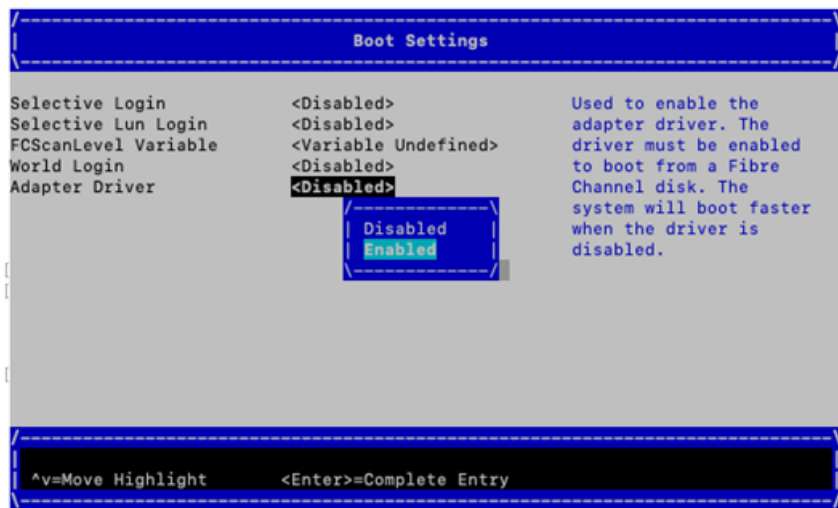 /------------------------------------------------------------------------------\
|                                Boot Settings                                 |
\------------------------------------------------------------------------------/
Selective Login <Disabled> Used to enable the
Selective Lun Login <Disabled> adapter driver. The
FCScanLevel Variable <Variable Undefined> driver must be enabled
World Login <Disabled> to boot from a Fibre
Adapter Driver <Disabled> Channel disk. The
/-------------\ system will boot faster
| Disabled | when the driver is
| Enabled | disabled.
\-------------/
[
[
[
/------------------------------------------------------------------------------\
|                                                                              |
| ^v=Move Highlight <Enter>=Complete Entry |
\------------------------------------------------------------------------------/